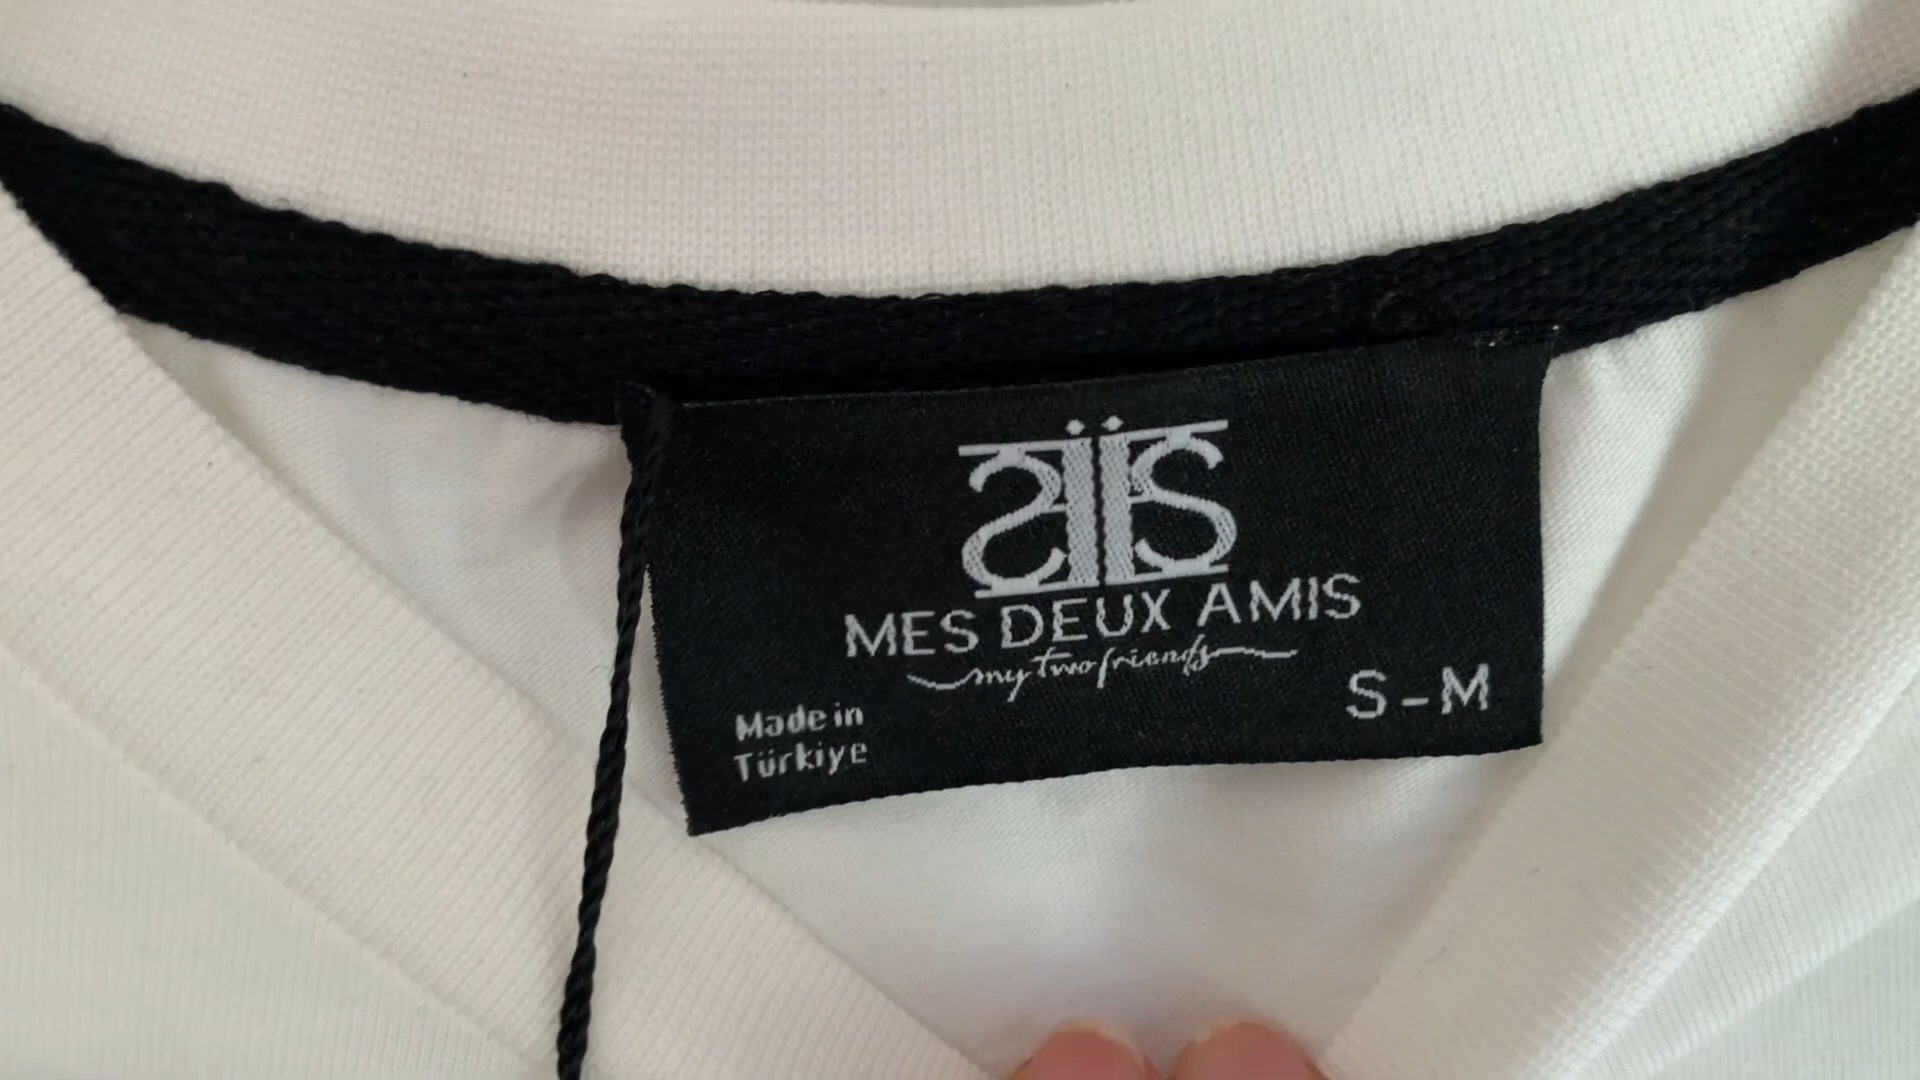 MES DEUX AMIS
my two friends
S-M
Made in
Türkiye